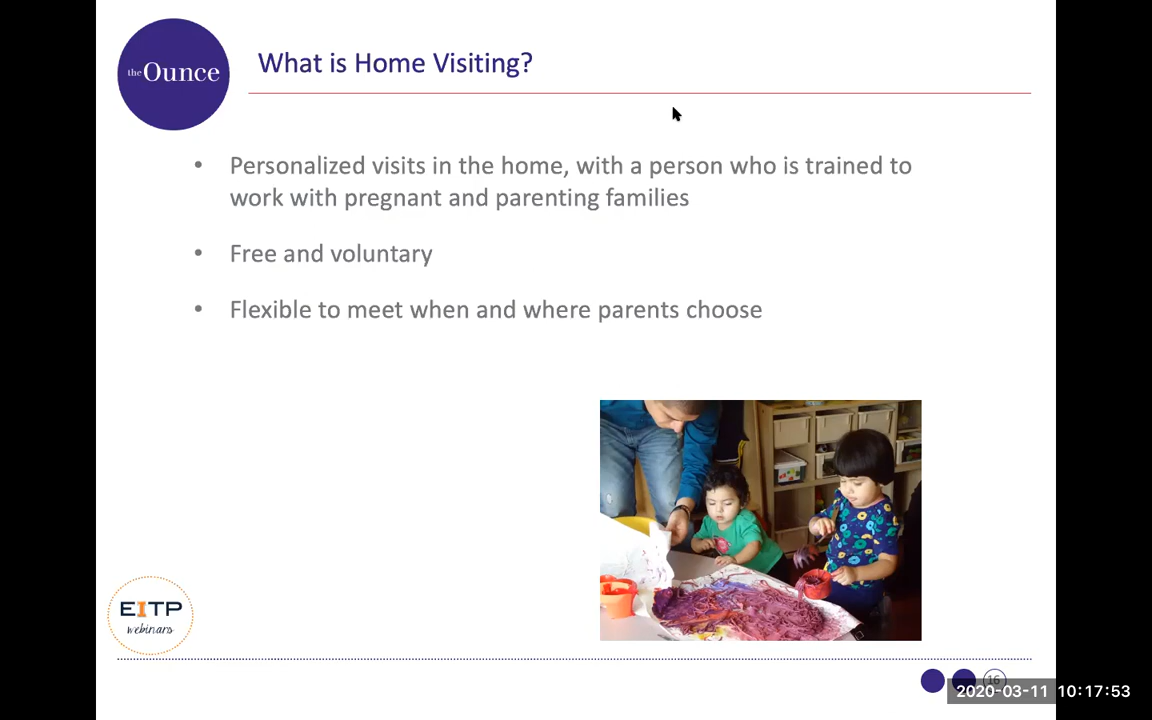 the Ounce
What is Home Visiting?
• Personalized visits in the home, with a person who is trained to
work with pregnant and parenting families
• Free and voluntary
• Flexible to meet when and where parents choose
EITP
webinars
16
2020-03-11 10:17:53